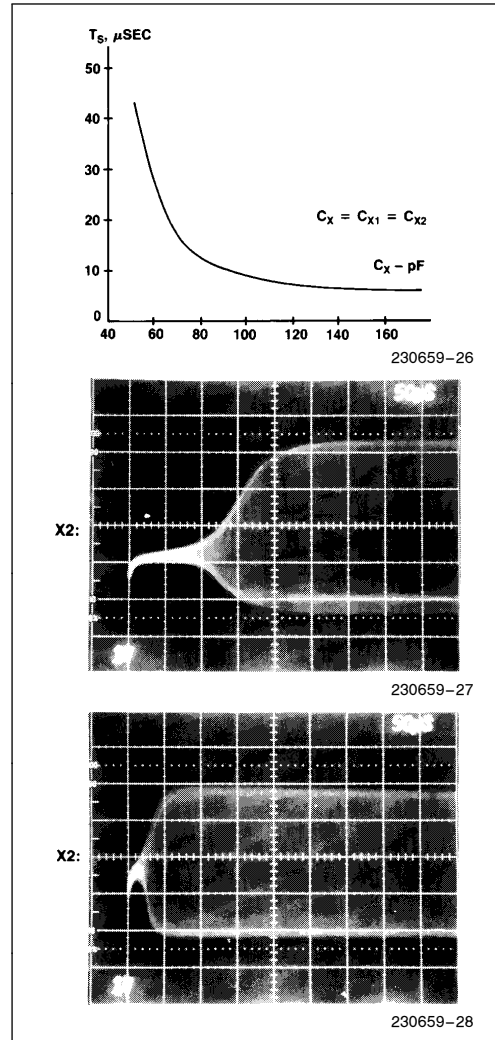 T_S, μSEC
50
40
30
20
10
0
C_X = C_X1 = C_X2
C_X – pF
40 60 80 100 120 140 160
230659–26
X2:
230659–27
X2:
230659–28